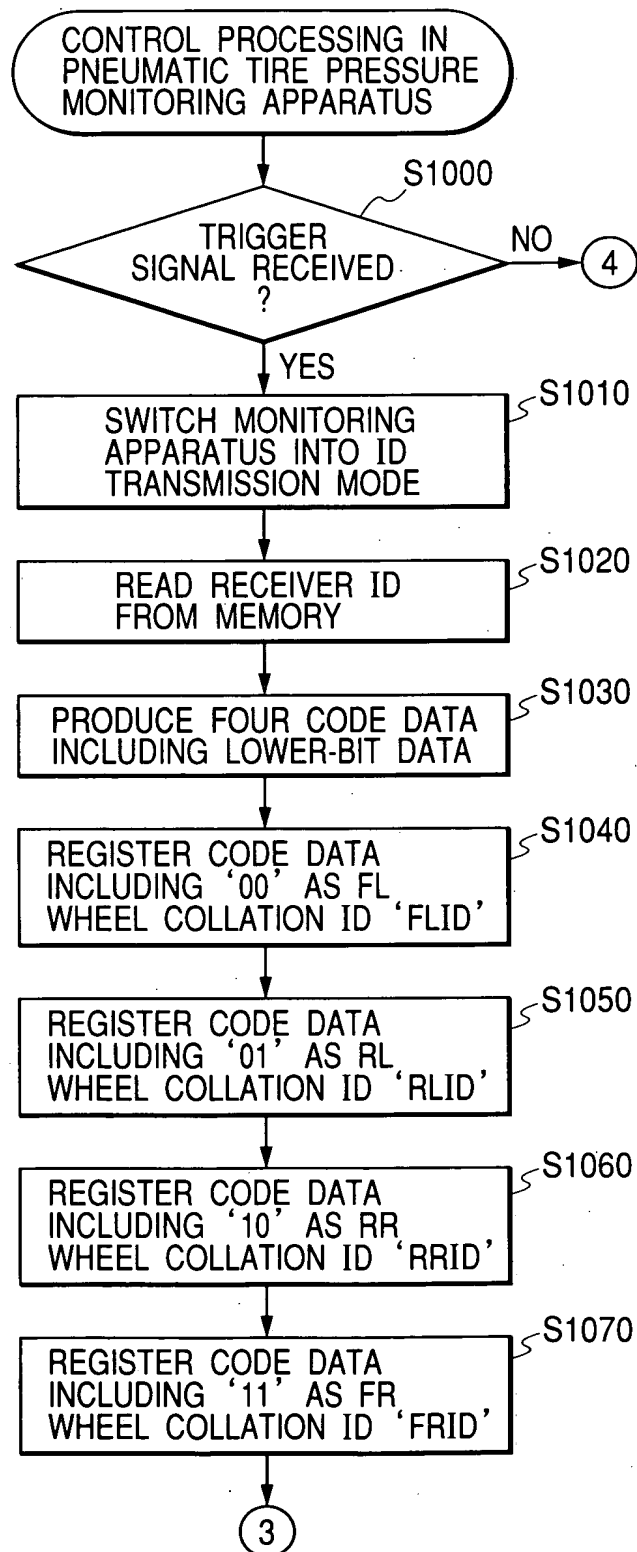 CONTROL PROCESSING IN
PNEUMATIC TIRE PRESSURE
MONITORING APPARATUS
S1000
TRIGGER
SIGNAL RECEIVED
?
NO
4
YES
S1010
SWITCH MONITORING
APPARATUS INTO ID
TRANSMISSION MODE
S1020
READ RECEIVER ID
FROM MEMORY
S1030
PRODUCE FOUR CODE DATA
INCLUDING LOWER-BIT DATA
S1040
REGISTER CODE DATA
INCLUDING ‘00’ AS FL
WHEEL COLLATION ID ‘FLID’
S1050
REGISTER CODE DATA
INCLUDING ‘01’ AS RL
WHEEL COLLATION ID ‘RLID’
S1060
REGISTER CODE DATA
INCLUDING ‘10’ AS RR
WHEEL COLLATION ID ‘RRID’
S1070
REGISTER CODE DATA
INCLUDING ‘11’ AS FR
WHEEL COLLATION ID ‘FRID’
3